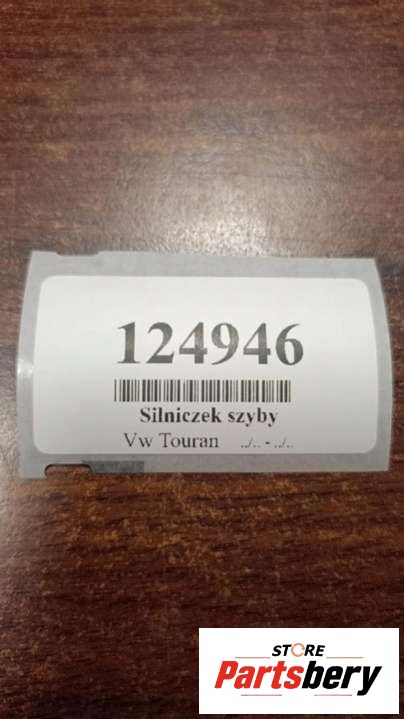 124946
Silniczek szyby
Vw Touran ../.. - ../..
STORE
Partsbery